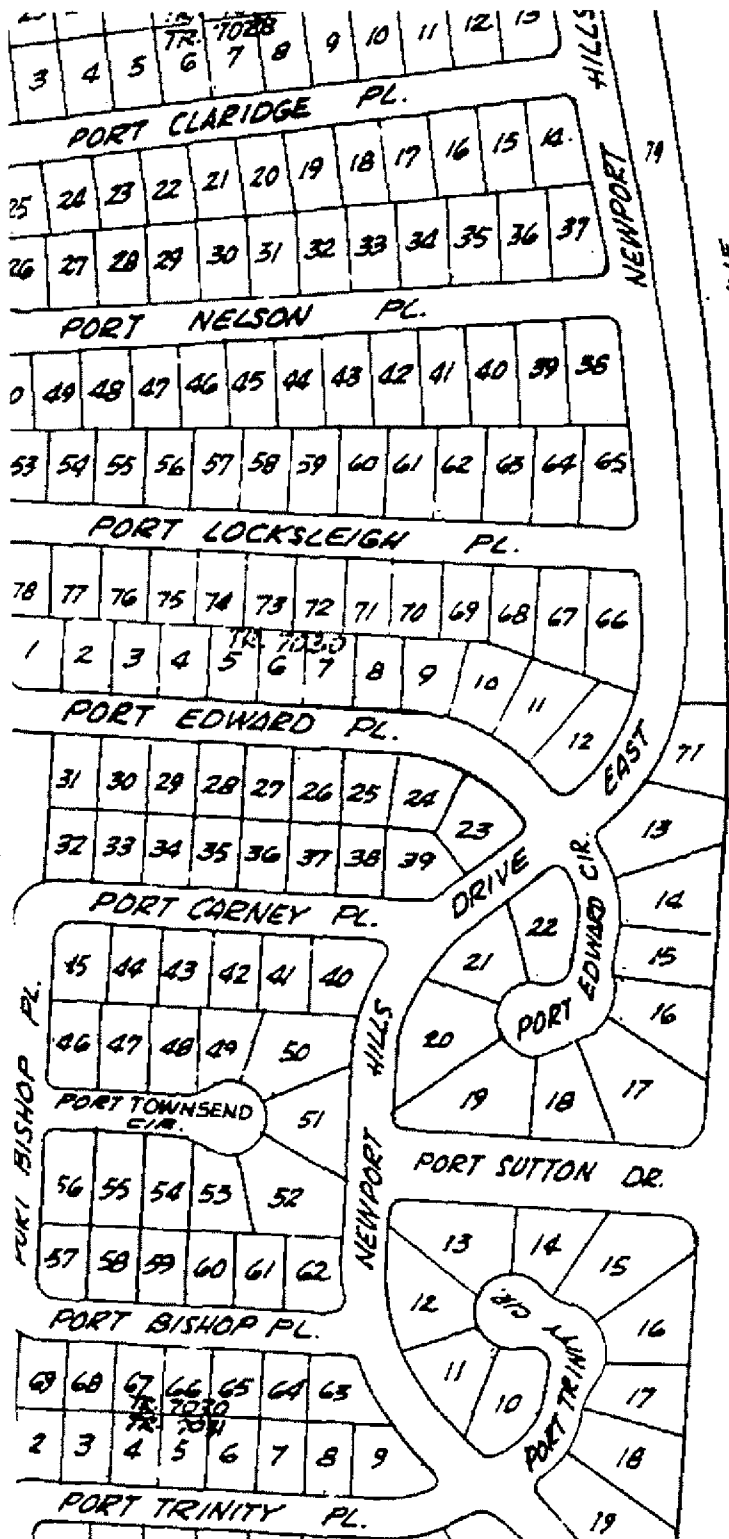 TR. 7028
3 4 5 6 7 8 9 10 11 12 13
PORT CLARIDGE PL.
NEWPORT HILLS
79
25 24 23 22 21 20 19 18 17 16 15 14
26 27 28 29 30 31 32 33 34 35 36 37
PORT NELSON PL.
49 48 47 46 45 44 43 42 41 40 39 38
53 54 55 56 57 58 59 60 61 62 63 64 65
PORT LOCKSLEIGH PL.
78 77 76 75 74 73 72 71 70 69 68 67 66
TR. 7030
1 2 3 4 5 6 7 8 9 10 11 12
PORT EDWARD PL.
EAST
71
31 30 29 28 27 26 25 24 23
13
32 33 34 35 36 37 38 39
DRIVE
PORT EDWARD CIR.
14
PORT CARNEY PL.
22
21
15
45 44 43 42 41 40
16
20
46 47 48 49 50
19 18 17
PORT TOWNSEND
CIR.
51
PORT BISHOP PL.
NEWPORT HILLS
PORT SUTTON DR.
56 55 54 53 52
13 14 15
57 58 59 60 61 62
12
16
PORT BISHOP PL.
PORT TRINITY CIR.
11
10
17
69 68 67 66 65 64 63
TR. 7030
TR. 7031
2 3 4 5 6 7 8 9
18
PORT TRINITY PL.
19